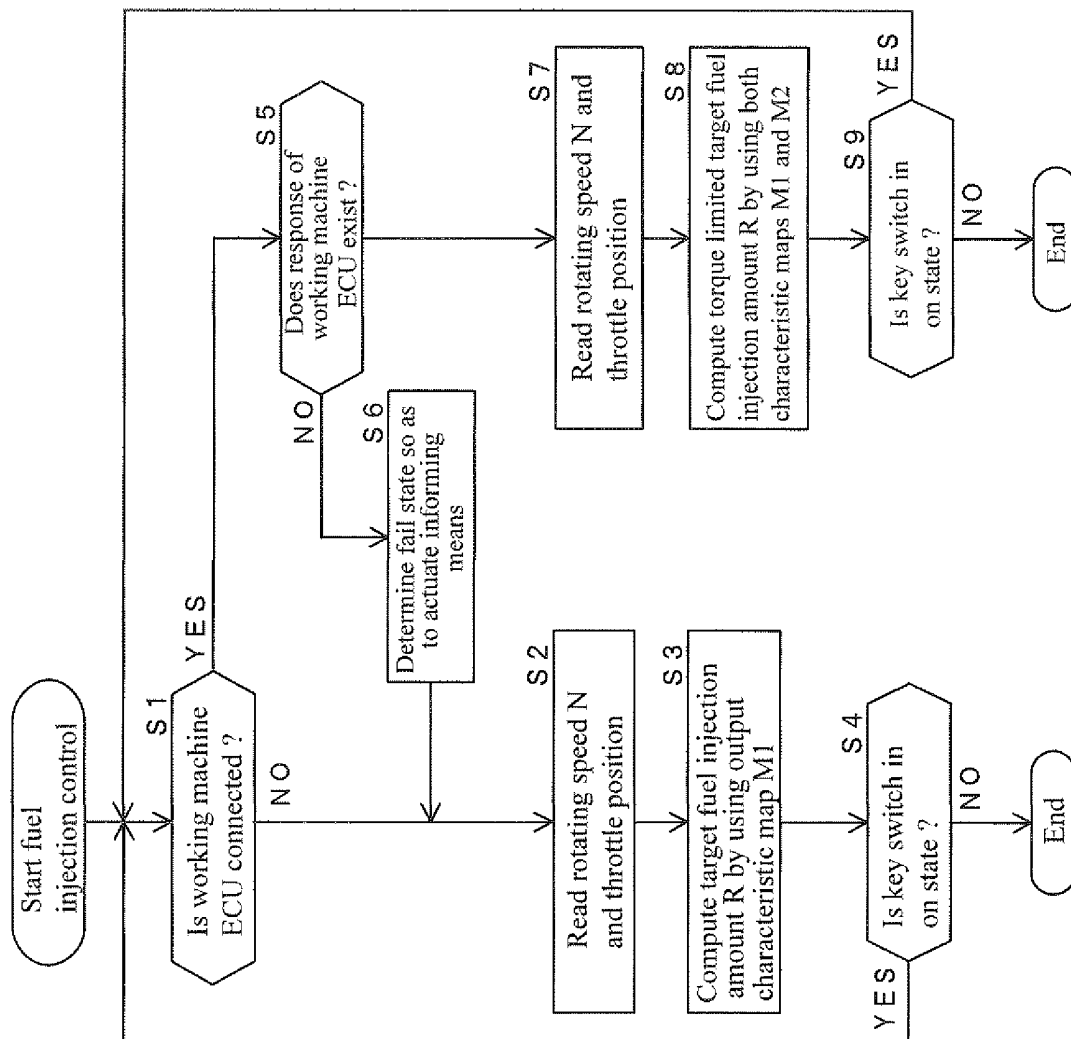 Start fuel
injection control
S1
Is working machine
ECU connected ?
YES
NO
S5
Does response of
working machine
ECU exist ?
NO
S6
Determine fail state so as
to actuate informing
means
S2
Read rotating speed N
and throttle position
S3
Compute target fuel injection
amount R by using output
characteristic map M1
S4
Is key switch in
on state ?
YES
NO
End
S7
Read rotating speed N and
throttle position
S8
Compute torque limited target fuel
injection amount R by using both
characteristic maps M1 and M2
S9
Is key switch in
on state ?
YES
NO
End